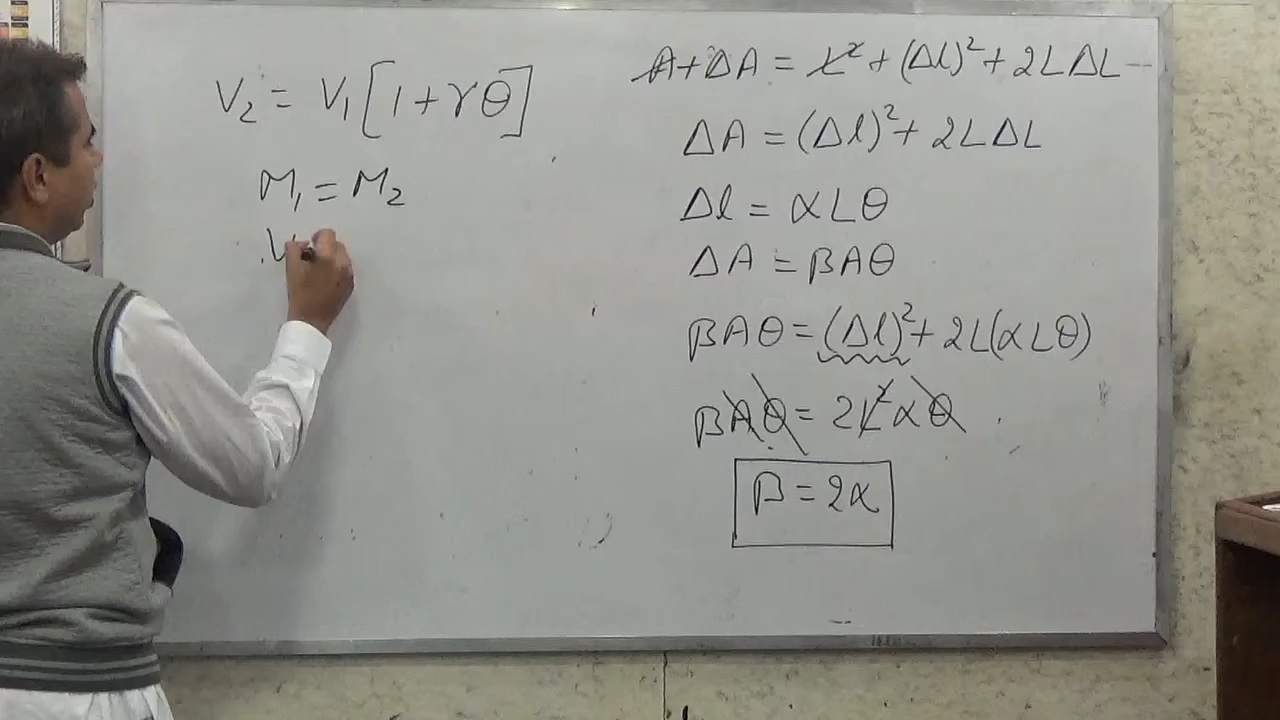 V₂ = V₁[1 + γθ]
M₁ = M₂
V
A + ΔA = L² + (Δl)² + 2LΔL
ΔA = (Δl)² + 2LΔL
Δl = αLθ
ΔA = βAθ
βAθ = (Δl)² + 2L(αLθ)
βAθ = 2L²αθ
β = 2α